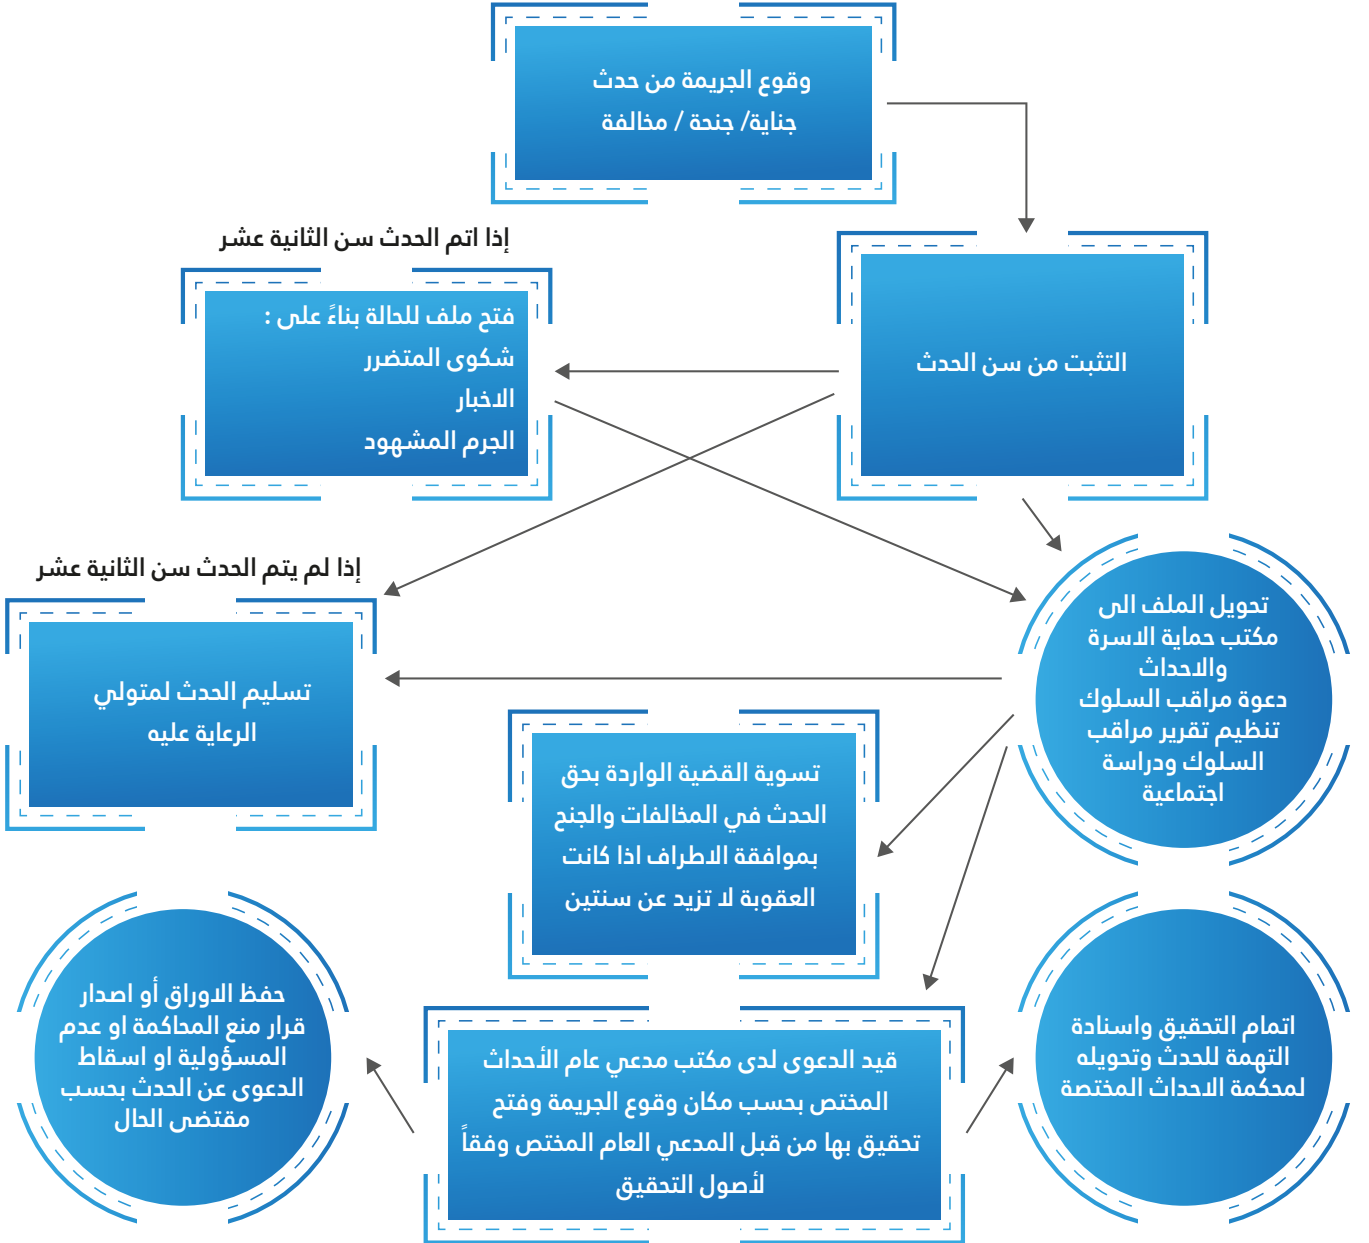 وقوع الجريمة من حدث
جناية/ جنحة / مخالفة
إذا اتم الحدث سن الثانية عشر
فتح ملف للحالة بناءً على :
شكوى المتضرر
الاخبار
الجرم المشهود
التثبت من سن الحدث
إذا لم يتم الحدث سن الثانية عشر
تسليم الحدث لمتولي
الرعاية عليه
تحويل الملف الى
مكتب حماية الاسرة
والاحداث
دعوة مراقب السلوك
تنظيم تقرير مراقب
السلوك ودراسة
اجتماعية
تسوية القضية الواردة بحق
الحدث في المخالفات والجنح
بموافقة الاطراف اذا كانت
العقوبة لا تزيد عن سنتين
قيد الدعوى لدى مكتب مدعي عام الأحداث
المختص بحسب مكان وقوع الجريمة وفتح
تحقيق بها من قبل المدعي العام المختص وفقاً
لأصول التحقيق
اتمام التحقيق واسنادة
التهمة للحدث وتحويله
لمحكمة الاحداث المختصة
حفظ الاوراق أو اصدار
قرار منع المحاكمة او عدم
المسؤولية او اسقاط
الدعوى عن الحدث بحسب
مقتضى الحال